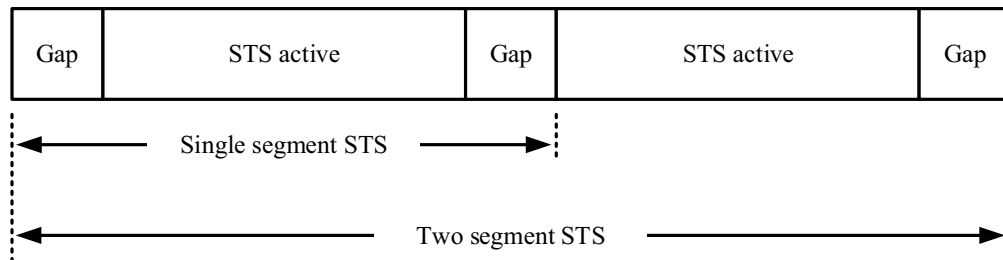 Gap STS active Gap STS active Gap
Single segment STS
Two segment STS